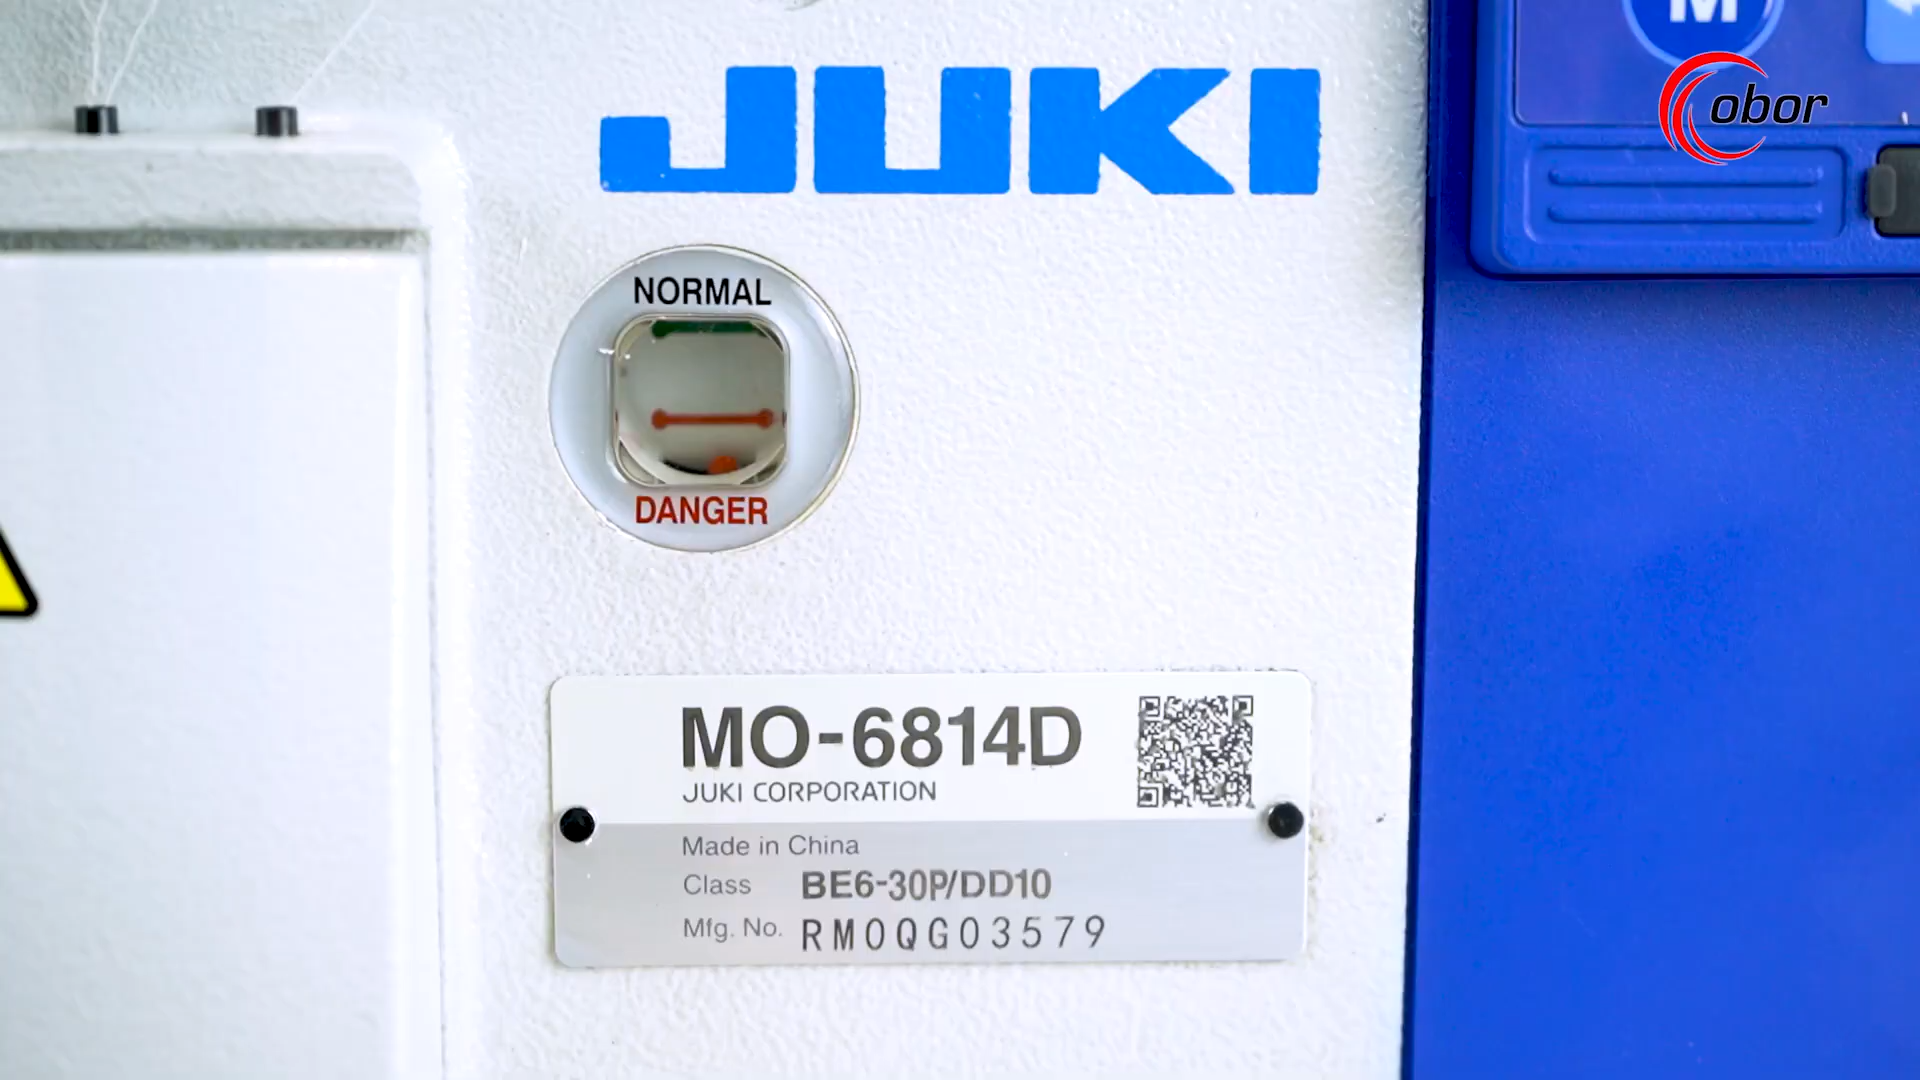 M
obor
JUKI
NORMAL
DANGER
MO-6814D
JUKI CORPORATION
Made in China
Class BE6-30P/DD10
Mfg. No. RM0QG03579